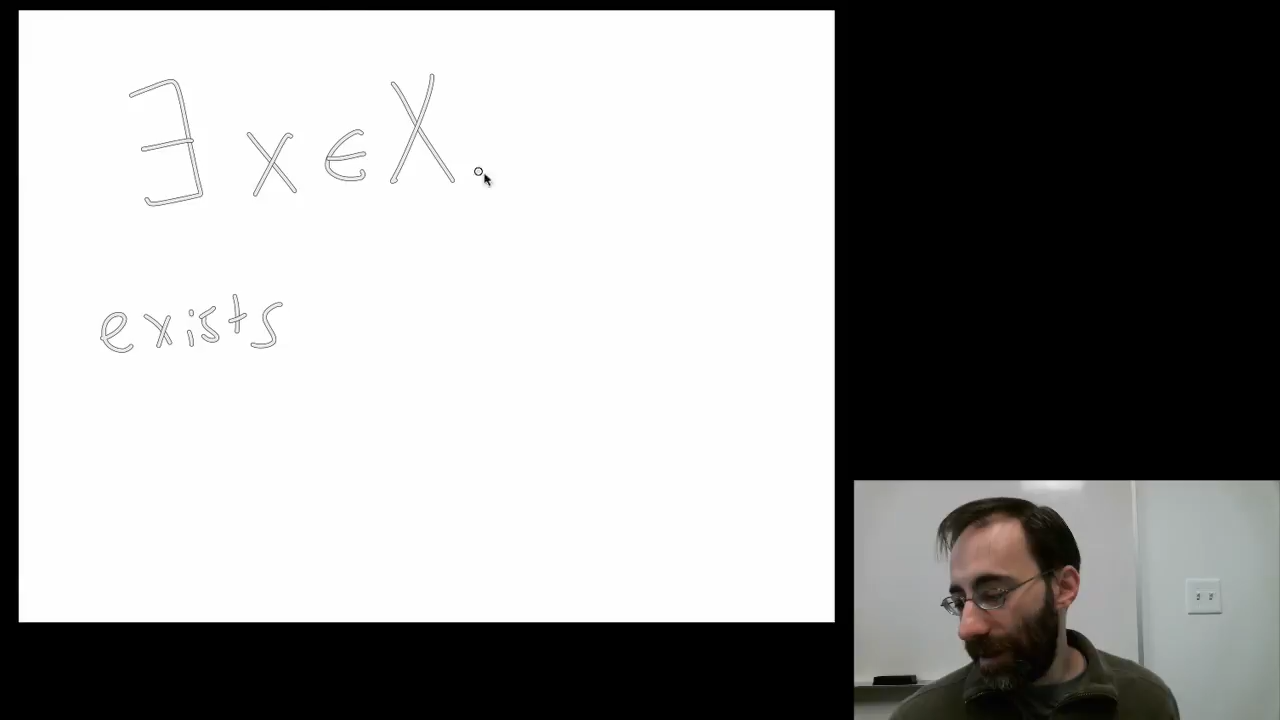 ∃ x ∈ X.
exists